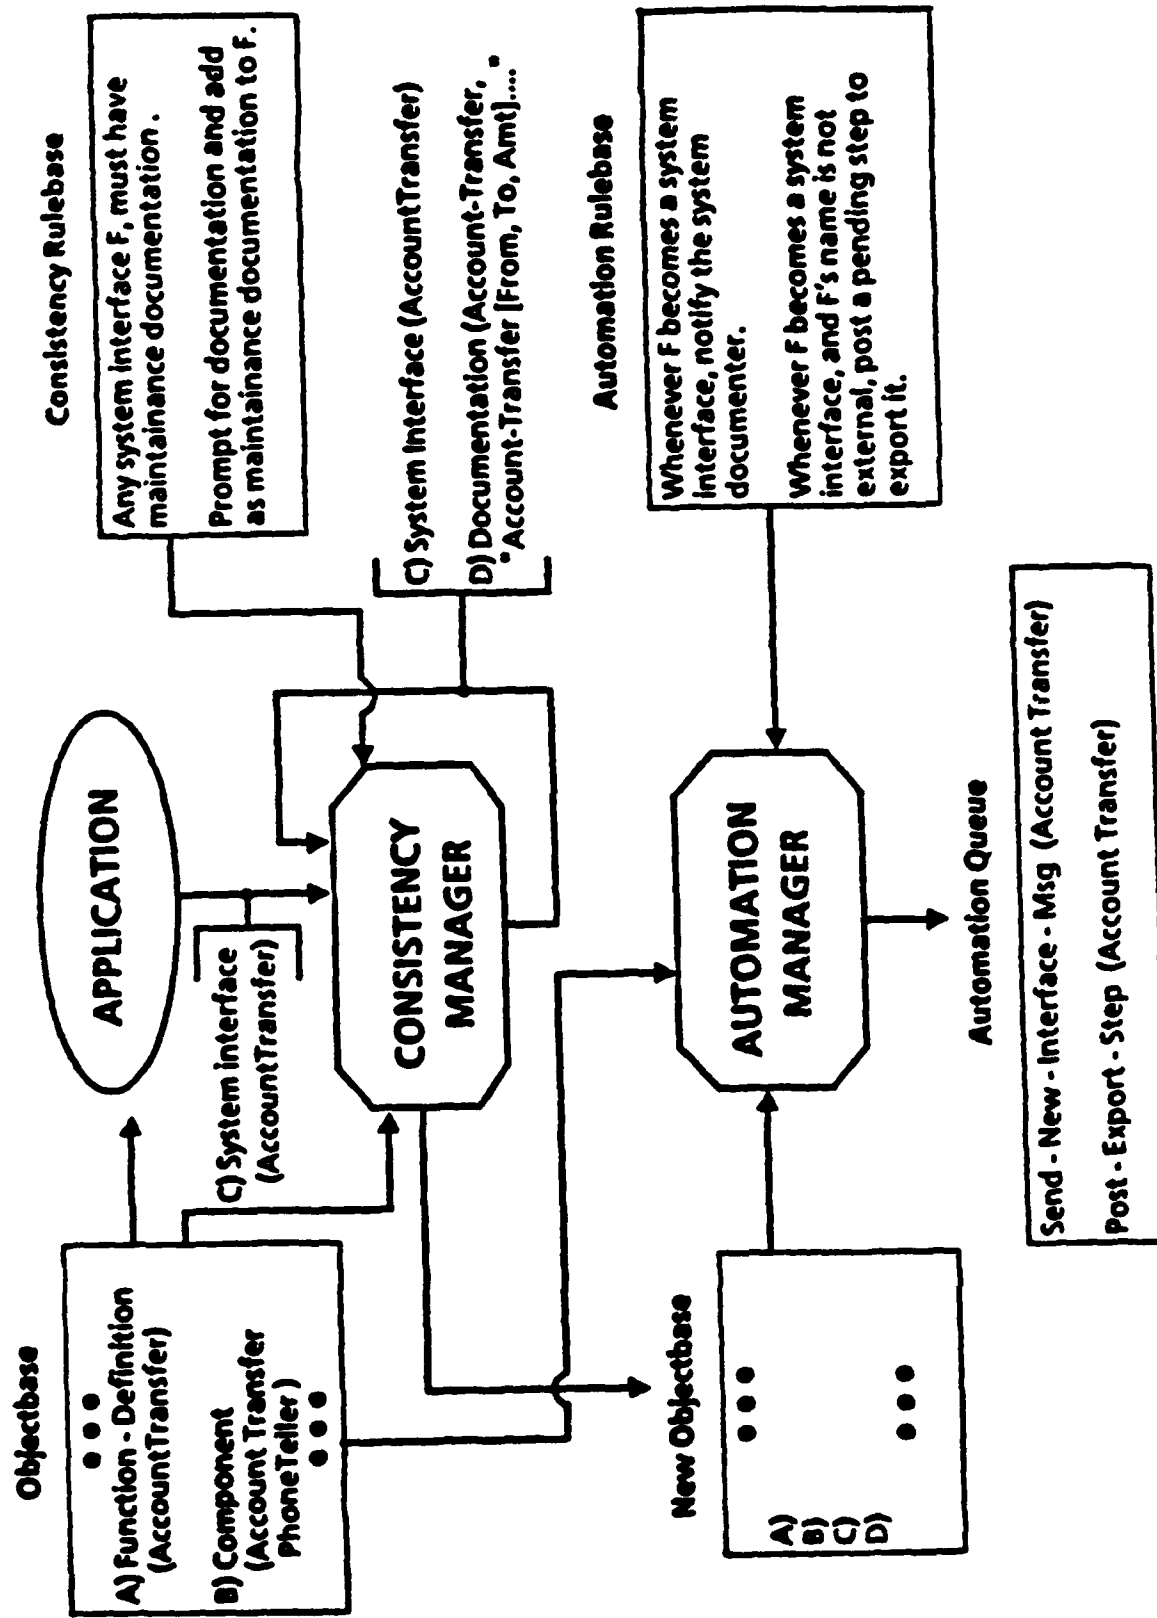 Objectbase
A) Function - Definition
(AccountTransfer)
B) Component
(Account Transfer
PhoneTeller)
APPLICATION
C) System interface
(AccountTransfer)
CONSISTENCY
MANAGER
Consistency Rulebase
Any system interface F, must have
maintainance documentation.
Prompt for documentation and add
as maintainance documentation to F.
C) System Interface (AccountTransfer)
D) Documentation (Account-Transfer,
"Account-Transfer [From, To, Amt]...."
New Objectbase
A)
B)
C)
D)
AUTOMATION
MANAGER
Automation Rulebase
Whenever F becomes a system
interface, notify the system
documenter.
Whenever F becomes a system
interface, and F's name is not
external, post a pending step to
export it.
Automation Queue
Send - New - Interface - Msg (Account Transfer)
Post - Export - Step (Account Transfer)